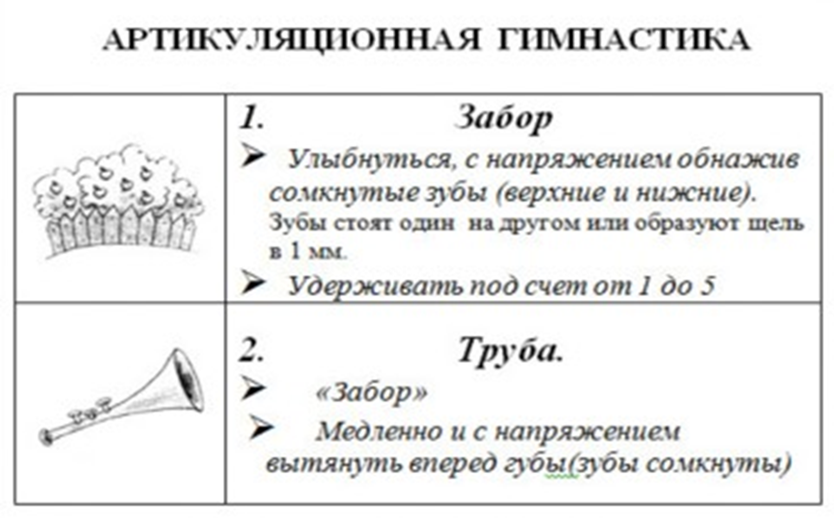 АРТИКУЛЯЦИОННАЯ ГИМНАСТИКА
1. Забор
➢ Улыбнуться, с напряжением обнажив
сомкнутые зубы (верхние и нижние).
Зубы стоят один на другом или образуют щель
в 1 мм.
➢ Удерживать под счет от 1 до 5
2. Труба.
➢ «Забор»
➢ Медленно и с напряжением
вытянуть вперед губы(зубы сомкнуты)